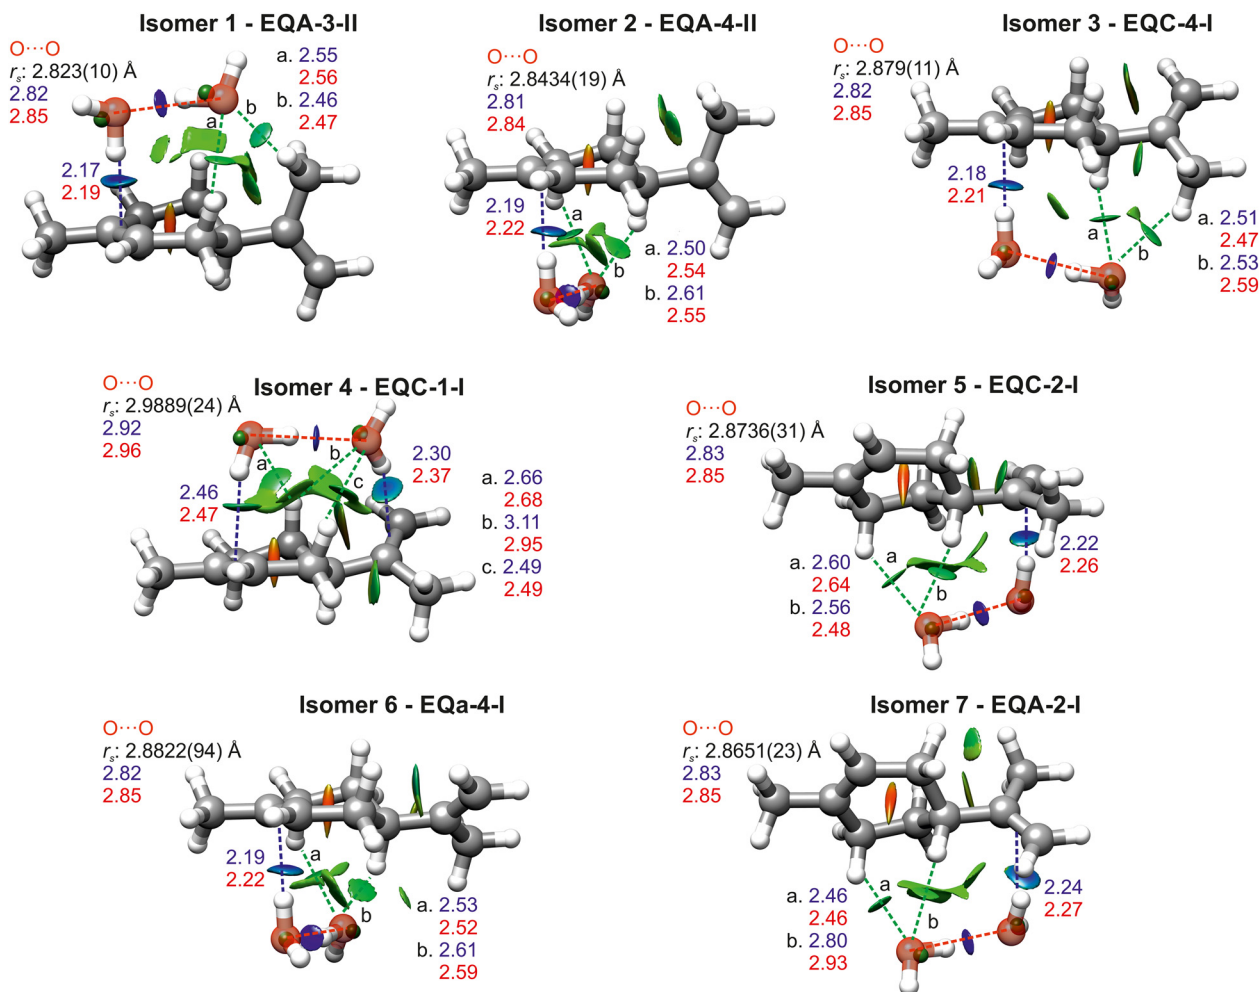 Isomer 1 - EQA-3-II
O···O
rₛ: 2.823(10) Å
2.82
2.85
a. 2.55
2.56
b. 2.46
2.47
a
b
2.17
2.19
Isomer 2 - EQA-4-II
O···O
rₛ: 2.8434(19) Å
2.81
2.84
2.19
2.22
a
b
a. 2.50
2.54
b. 2.61
2.55
Isomer 3 - EQC-4-I
O···O
rₛ: 2.879(11) Å
2.82
2.85
2.18
2.21
a
b
a. 2.51
2.47
b. 2.53
2.59
Isomer 4 - EQC-1-I
O···O
rₛ: 2.9889(24) Å
2.92
2.96
a
b
c
2.30
2.37
2.46
2.47
a. 2.66
2.68
b. 3.11
2.95
c. 2.49
2.49
Isomer 5 - EQC-2-I
O···O
rₛ: 2.8736(31) Å
2.83
2.85
a
b
2.22
2.26
a. 2.60
2.64
b. 2.56
2.48
Isomer 6 - EQa-4-I
O···O
rₛ: 2.8822(94) Å
2.82
2.85
2.19
2.22
a
b
a. 2.53
2.52
b. 2.61
2.59
Isomer 7 - EQA-2-I
O···O
rₛ: 2.8651(23) Å
2.83
2.85
a
b
2.24
2.27
a. 2.46
2.46
b. 2.80
2.93